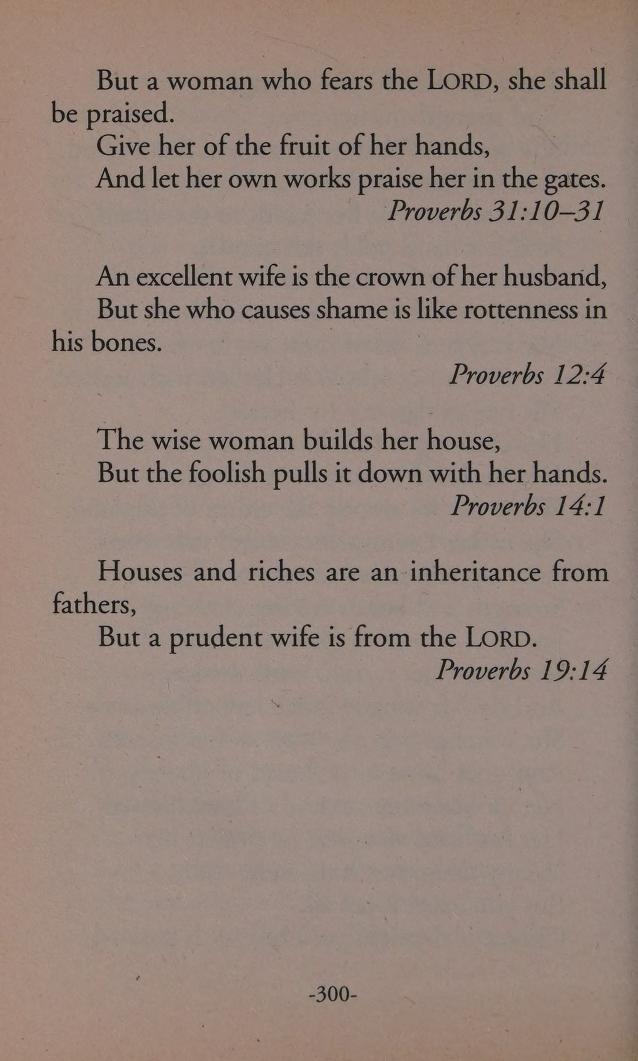 But a woman who fears the LORD, she shall
be praised.
Give her of the fruit of her hands,
And let her own works praise her in the gates.
Proverbs 31:10–31
An excellent wife is the crown of her husband,
But she who causes shame is like rottenness in
his bones.
Proverbs 12:4
The wise woman builds her house,
But the foolish pulls it down with her hands.
Proverbs 14:1
Houses and riches are an inheritance from
fathers,
But a prudent wife is from the LORD.
Proverbs 19:14
-300-